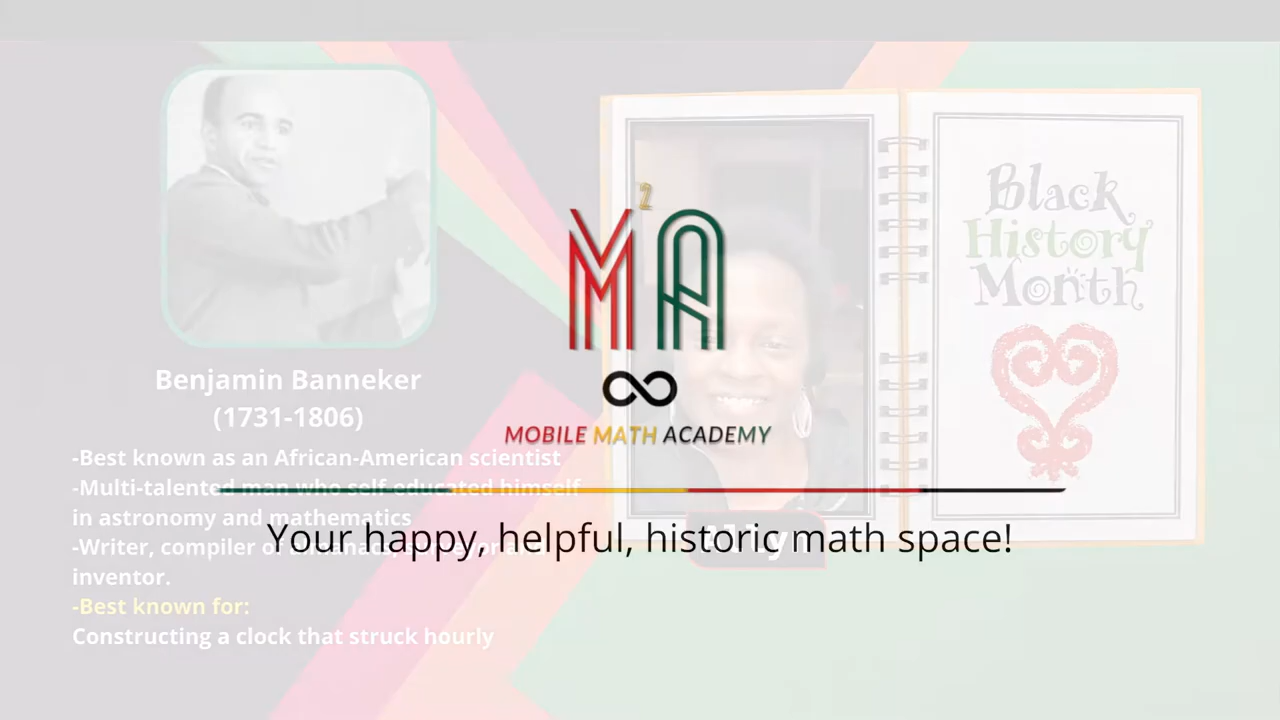 M²A
MOBILE MATH ACADEMY
Your happy, helpful, historic math space!
Benjamin Banneker
(1731-1806)
-Best known as an African-American scientist
-Multi-talented man who self-educated himself
in astronomy and mathematics
-Writer, compiler of almanacs
inventor.
-Best known for:
Constructing a clock that struck hourly
Black
History
Month